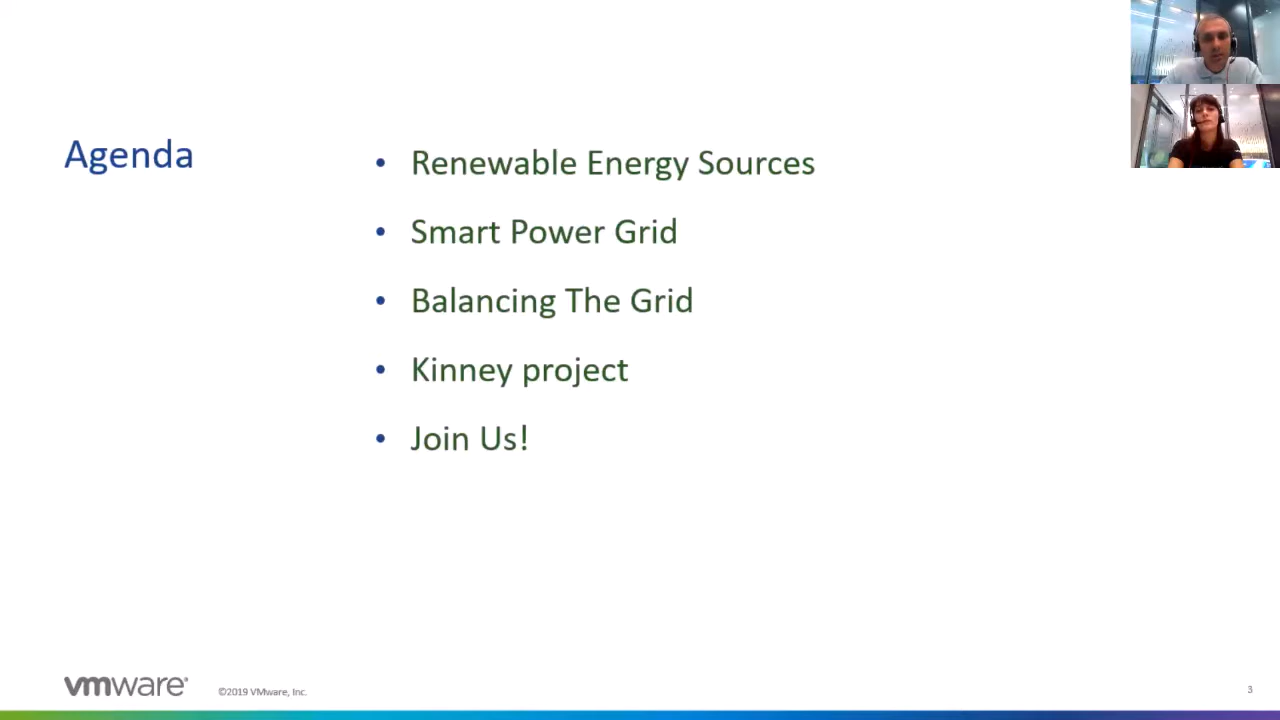 Agenda
• Renewable Energy Sources
• Smart Power Grid
• Balancing The Grid
• Kinney project
• Join Us!
vmware®
©2019 VMware, Inc.
3